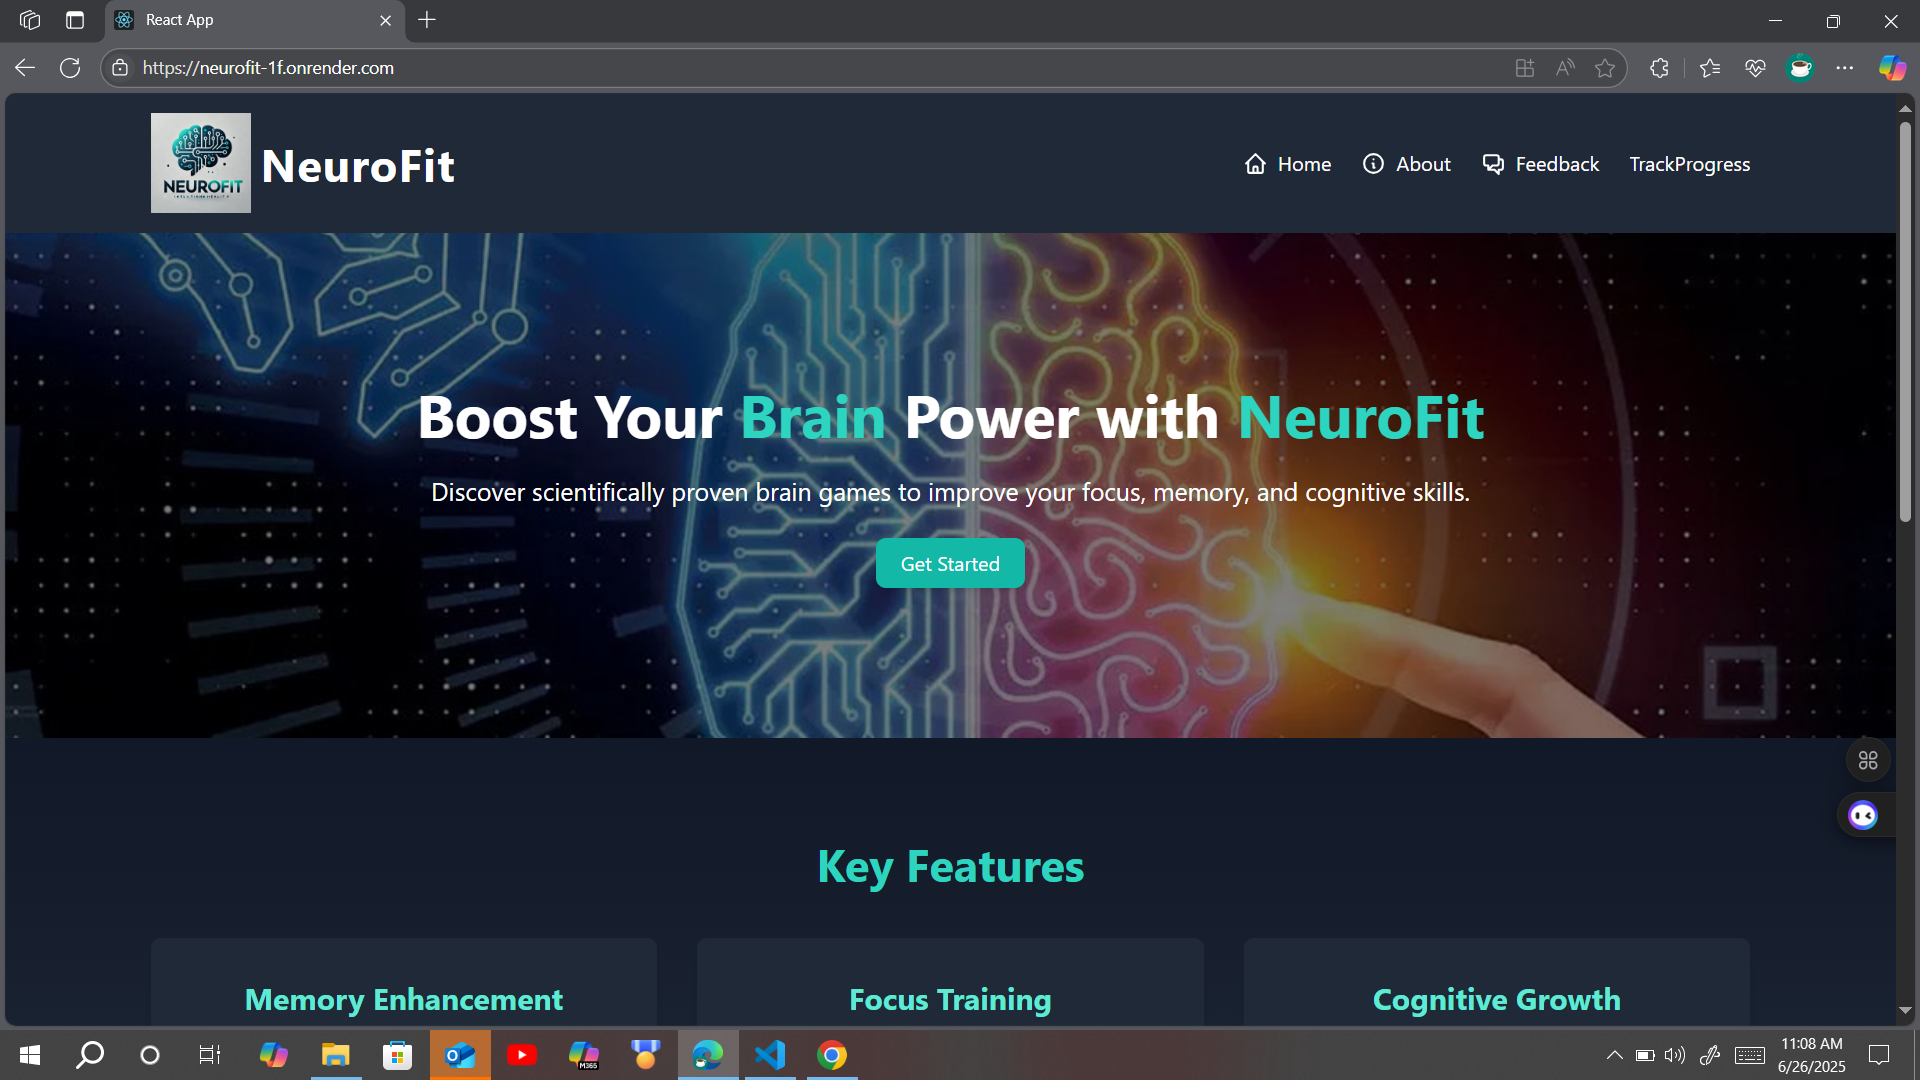 React App
https://neurofit-1f.onrender.com
NEUROFIT
NeuroFit
Home
About
Feedback
TrackProgress
Boost Your Brain Power with NeuroFit
Discover scientifically proven brain games to improve your focus, memory, and cognitive skills.
Get Started
Key Features
Memory Enhancement
Focus Training
Cognitive Growth
M365
11:08 AM
6/26/2025